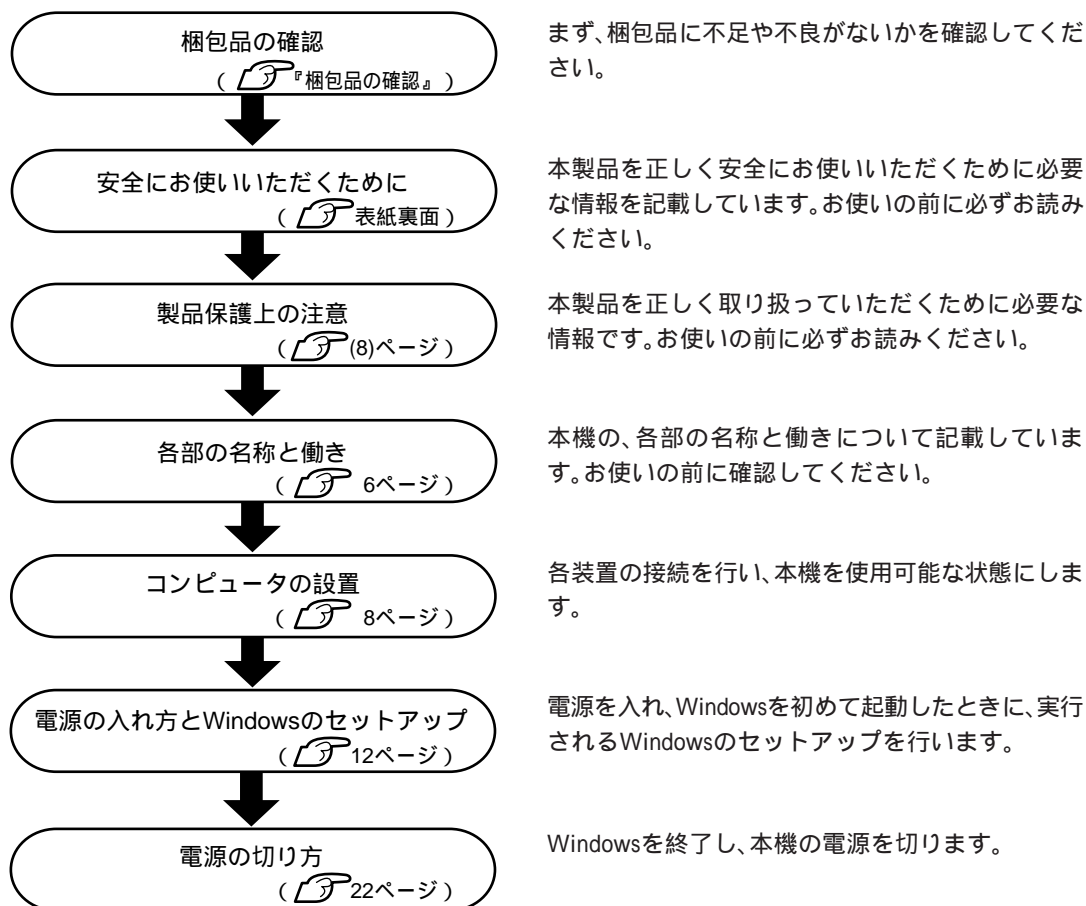 梱包品の確認
(『梱包品の確認』)
まず、梱包品に不足や不良がないかを確認してくだ
さい。
安全にお使いいただくために
(表紙裏面)
本製品を正しく安全にお使いいただくために必要
な情報を記載しています。お使いの前に必ずお読み
ください。
製品保護上の注意
((8)ページ)
本製品を正しく取り扱っていただくために必要な
情報です。お使いの前に必ずお読みください。
各部の名称と働き
(6ページ)
本機の、各部の名称と働きについて記載していま
す。お使いの前に確認してください。
コンピュータの設置
(8ページ)
各装置の接続を行い、本機を使用可能な状態にしま
す。
電源の入れ方とWindowsのセットアップ
(12ページ)
電源を入れ、Windowsを初めて起動したときに、実行
されるWindowsのセットアップを行います。
電源の切り方
(22ページ)
Windowsを終了し、本機の電源を切ります。